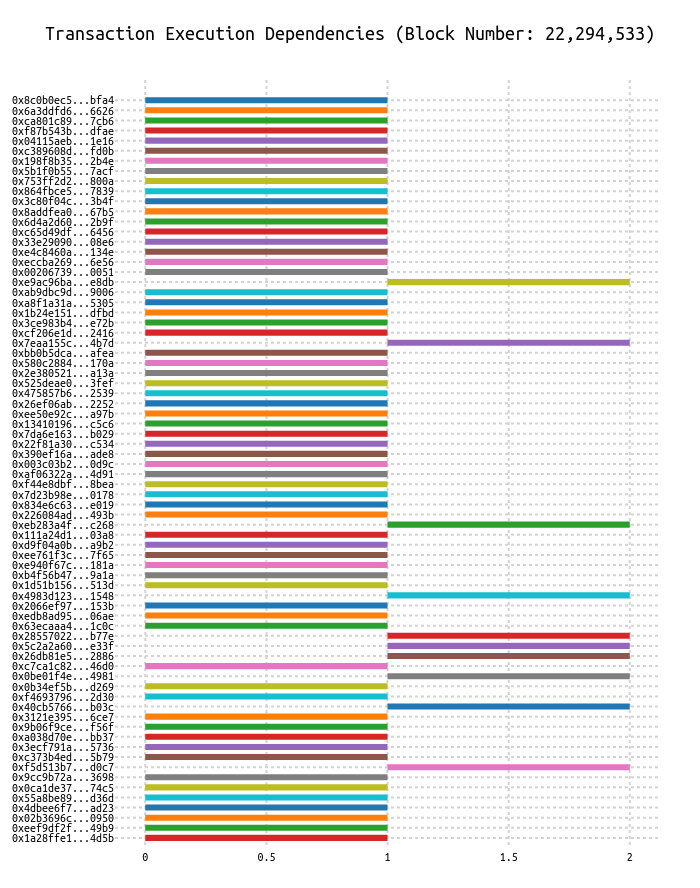 Transaction Execution Dependencies (Block Number: 22,294,533)
0x8c0b0ec5...bfa4
0x6a3ddfd6...6626
0xca801c89...7cb6
0xf87b543b...dfae
0x04115aeb...1e16
0xc389608d...fd0b
0x198f8b35...2b4e
0x5b1f0b55...7acf
0x753ff2d2...800a
0x864fbce5...7839
0x3c80f04c...3b4f
0x8addfea0...67b5
0x6d4a2d60...2b9f
0xc65d49df...6456
0x33e29090...08e6
0xe4c8460a...134e
0xeccba269...6e56
0x00206739...0051
0xe9ac96ba...e8db
0xab9dbc9d...9006
0xa8f1a31a...5305
0x1b24e151...dfbd
0x3ce983b4...e72b
0xcf206e1d...2416
0x7eaa155c...4b7d
0xbb0b5dca...afea
0x580c2884...170a
0x2e380521...a13a
0x525deae0...3fef
0x475857b6...2539
0x26ef06ab...2252
0xee50e92c...a97b
0x13410196...c5c6
0x7da6e163...b029
0x22f81a30...c534
0x390ef16a...ade8
0x003c03b2...0d9c
0xaf06322a...4d91
0xf44e8dbf...8bea
0x7d23b98e...0178
0x834e6c63...e019
0x226084ad...493b
0xeb283a4f...c268
0x111a24d1...03a8
0xd9f04a0b...a9b2
0xee761f3c...7f65
0xe940f67c...181a
0xb4f56b47...9a1a
0x1d51b156...513d
0x4983d123...1548
0x2066ef97...153b
0xedb8ad95...06ae
0x63ecaaa4...1c0c
0x28557022...b77e
0x5c2a2a60...e33f
0x26db81e5...2886
0xc7ca1c82...46d0
0x0be01f4e...4981
0x0b34ef5b...d269
0xf4693796...2d30
0x40cb5766...b03c
0x3121e395...6ce7
0x9b06f9ce...f56f
0xa038d70e...bb37
0x3ecf791a...5736
0xc373b4ed...5b79
0xf5d513b7...d0c7
0x9cc9b72a...3698
0x0ca1de37...74c5
0x55a8be89...d36d
0x4dbee6f7...ad23
0x02b3696c...0950
0xeef9df2f...49b9
0x1a28ffe1...4d5b
0 0.5 1 1.5 2